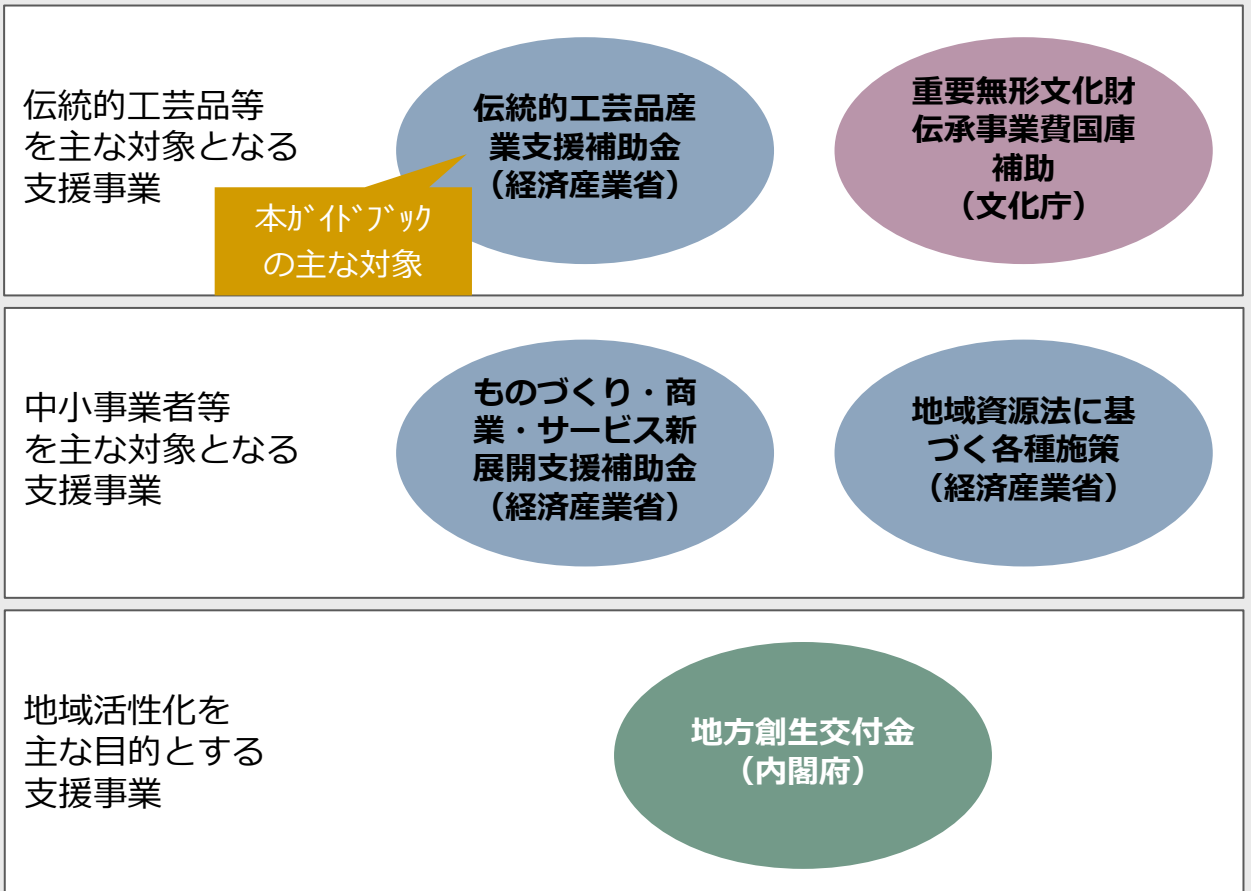 伝統的工芸品等
を主な対象となる
支援事業
伝統的工芸品産
業支援補助金
（経済産業省）
重要無形文化財
伝承事業費国庫
補助
（文化庁）
本ｶﾞｲﾄﾞﾌﾞｯｸ
の主な対象
中小事業者等
を主な対象となる
支援事業
ものづくり・商
業・サービス新
展開支援補助金
（経済産業省）
地域資源法に基
づく各種施策
（経済産業省）
地域活性化を
主な目的とする
支援事業
地方創生交付金
（内閣府）